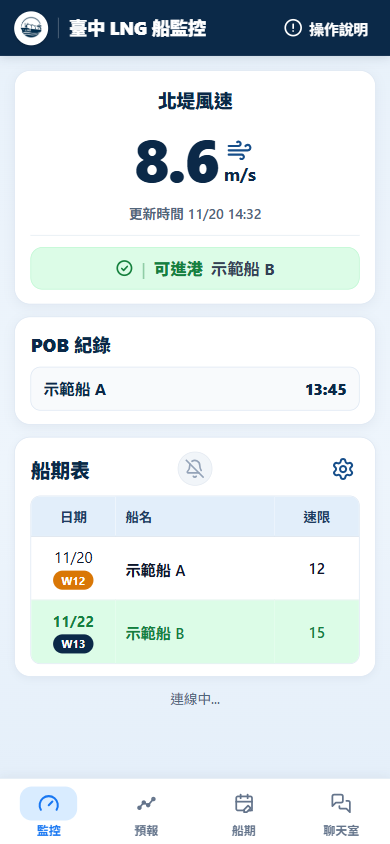 臺中 LNG 船監控
操作說明
北堤風速
8.6 m/s
更新時間 11/20 14:32
可進港 示範船 B
POB 紀錄
示範船 A 13:45
船期表
日期 船名 速限
11/20 示範船 A 12
W12
11/22 示範船 B 15
W13
連線中...
監控 預報 船期 聊天室